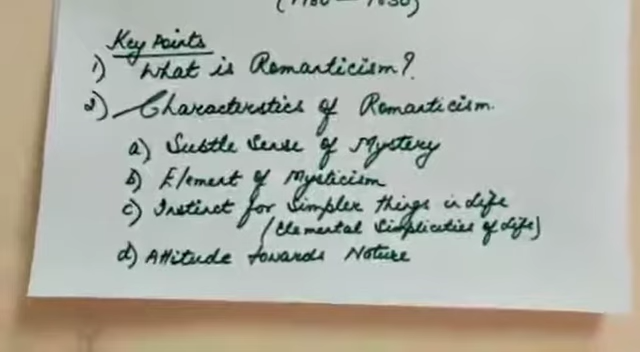 Key Points
1) What is Romanticism?
2) Characterstics of Romanticism.
a) Subtle Sense of Mystery
b) Element of Mysticism
c) Instinct for Simpler things in Life
(Elemental Simplicities of Life)
d) Attitude towards Nature